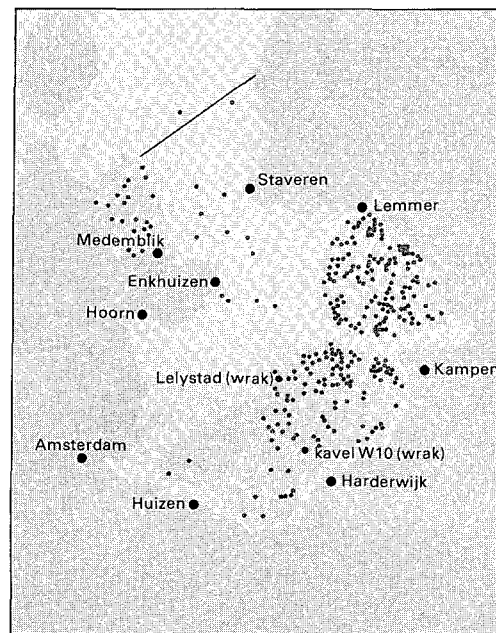 Staveren
Lemmer
Medemblik
Enkhuizen
Hoorn
Lelystad (wrak)
Kampen
Amsterdam
kavel W10 (wrak)
Harderwijk
Huizen